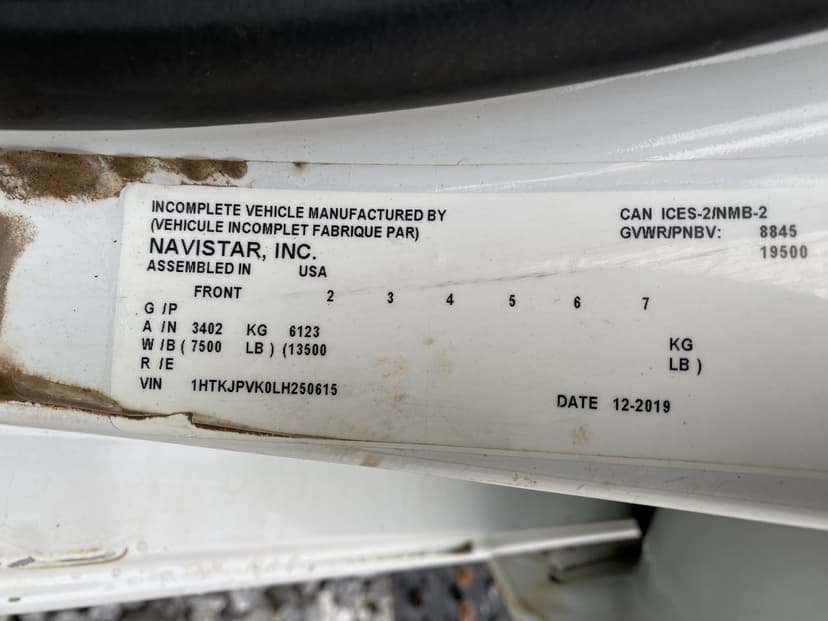 INCOMPLETE VEHICLE MANUFACTURED BY
(VEHICULE INCOMPLET FABRIQUE PAR)
NAVISTAR, INC.
ASSEMBLED IN USA
CAN ICES-2/NMB-2
GVWR/PNBV: 8845
19500
FRONT 2 3 4 5 6 7
G /P
A /N 3402 KG 6123 KG
W/B ( 7500 LB ) (13500 LB )
R /E
VIN 1HTKJPVK0LH250615
DATE 12-2019